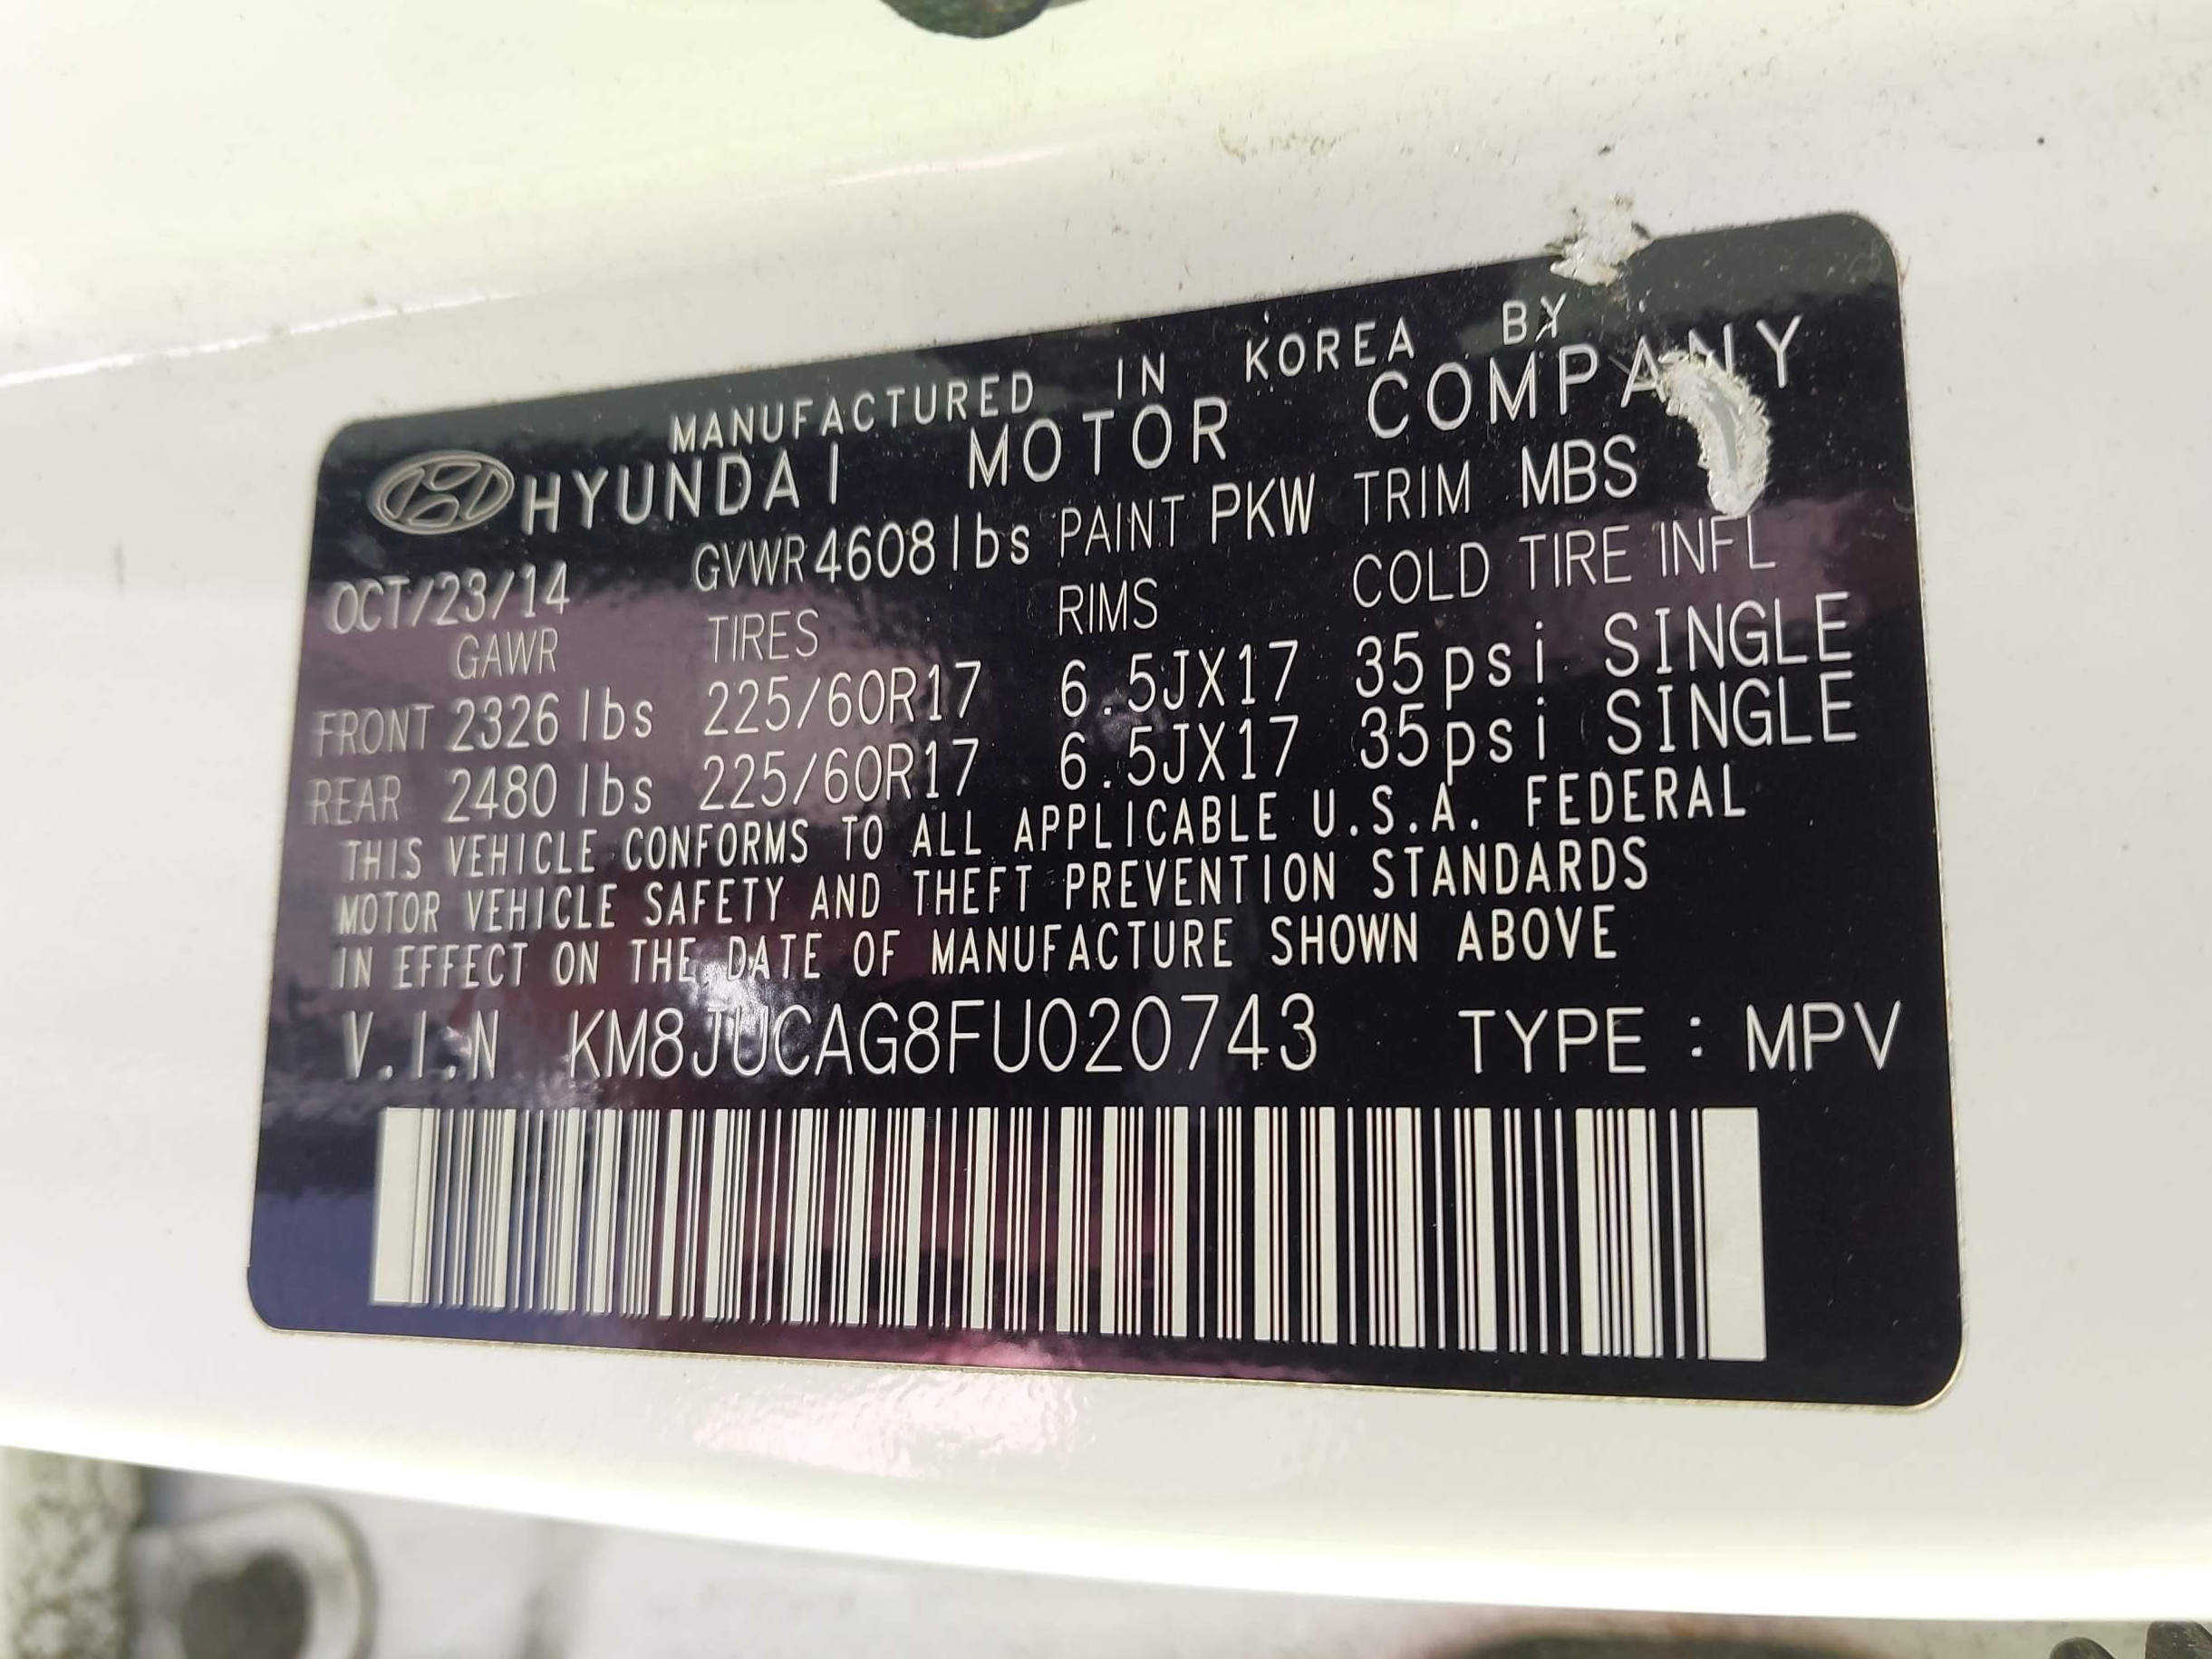 MANUFACTURED IN KOREA BY
HYUNDAI MOTOR COMPANY
OCT/23/14 GVWR 4608 lbs PAINT PKW TRIM MBS
GAWR TIRES RIMS COLD TIRE INFL
FRONT 2326 lbs 225/60R17 6.5JX17 35psi SINGLE
REAR 2480 lbs 225/60R17 6.5JX17 35psi SINGLE
THIS VEHICLE CONFORMS TO ALL APPLICABLE U.S.A. FEDERAL
MOTOR VEHICLE SAFETY AND THEFT PREVENTION STANDARDS
IN EFFECT ON THE DATE OF MANUFACTURE SHOWN ABOVE
V.I.N KM8JUCAG8FU020743 TYPE : MPV